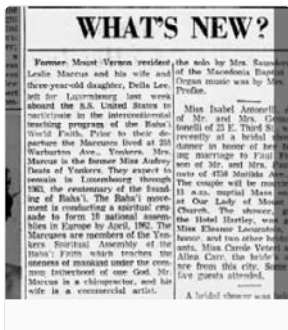 WHAT'S NEW?
Former Mount Vernon resident
Leslie Marcus and his wife and
three-year-old daughter, Della Lee,
left for Luxembourg last week
aboard the S.S. United States to
participate in the intercontinental
teaching program of the Baha'i
World Faith. Prior to their de-
parture the Marcuses lived at 255
Warburton Ave., Yonkers. Mrs.
Marcus is the former Miss Audrey
Deats of Yonkers. They expect to
remain in Luxembourg through
1963, the centenary of the found-
ing of Baha'i. The Baha'i move-
ment is conducting a spiritual cru-
sade to form 10 national assem-
blies in Europe by April, 1962. The
Marcuses are members of the Yon-
kers Spiritual Assembly of the
Baha'i Faith which teaches the
oneness of mankind under the com-
mon fatherhood of one God. Mr.
Marcus is a chiropractor, and his
wife is a commercial artist.
the solo by Mrs. Saunders
of the Macedonia Baptist
Organ music was by Mrs.
Miss Isabel Antonelli
of Mr. and Mrs.
tonelli of 25 E. Third St.
recently at a bridal
dinner in honor of her
ing marriage to Paul
son of Mr. and Mrs.
The couple will be
11 a.m. nuptial Mass
at Our Lady of Mount
Church. The shower,
the Hotel Hartley, was
Miss Eleanor
honor, and two other
ants, Miss Carole
Allen Carr, the bride's
are from this city.
five guests attended.
A bridal shower was